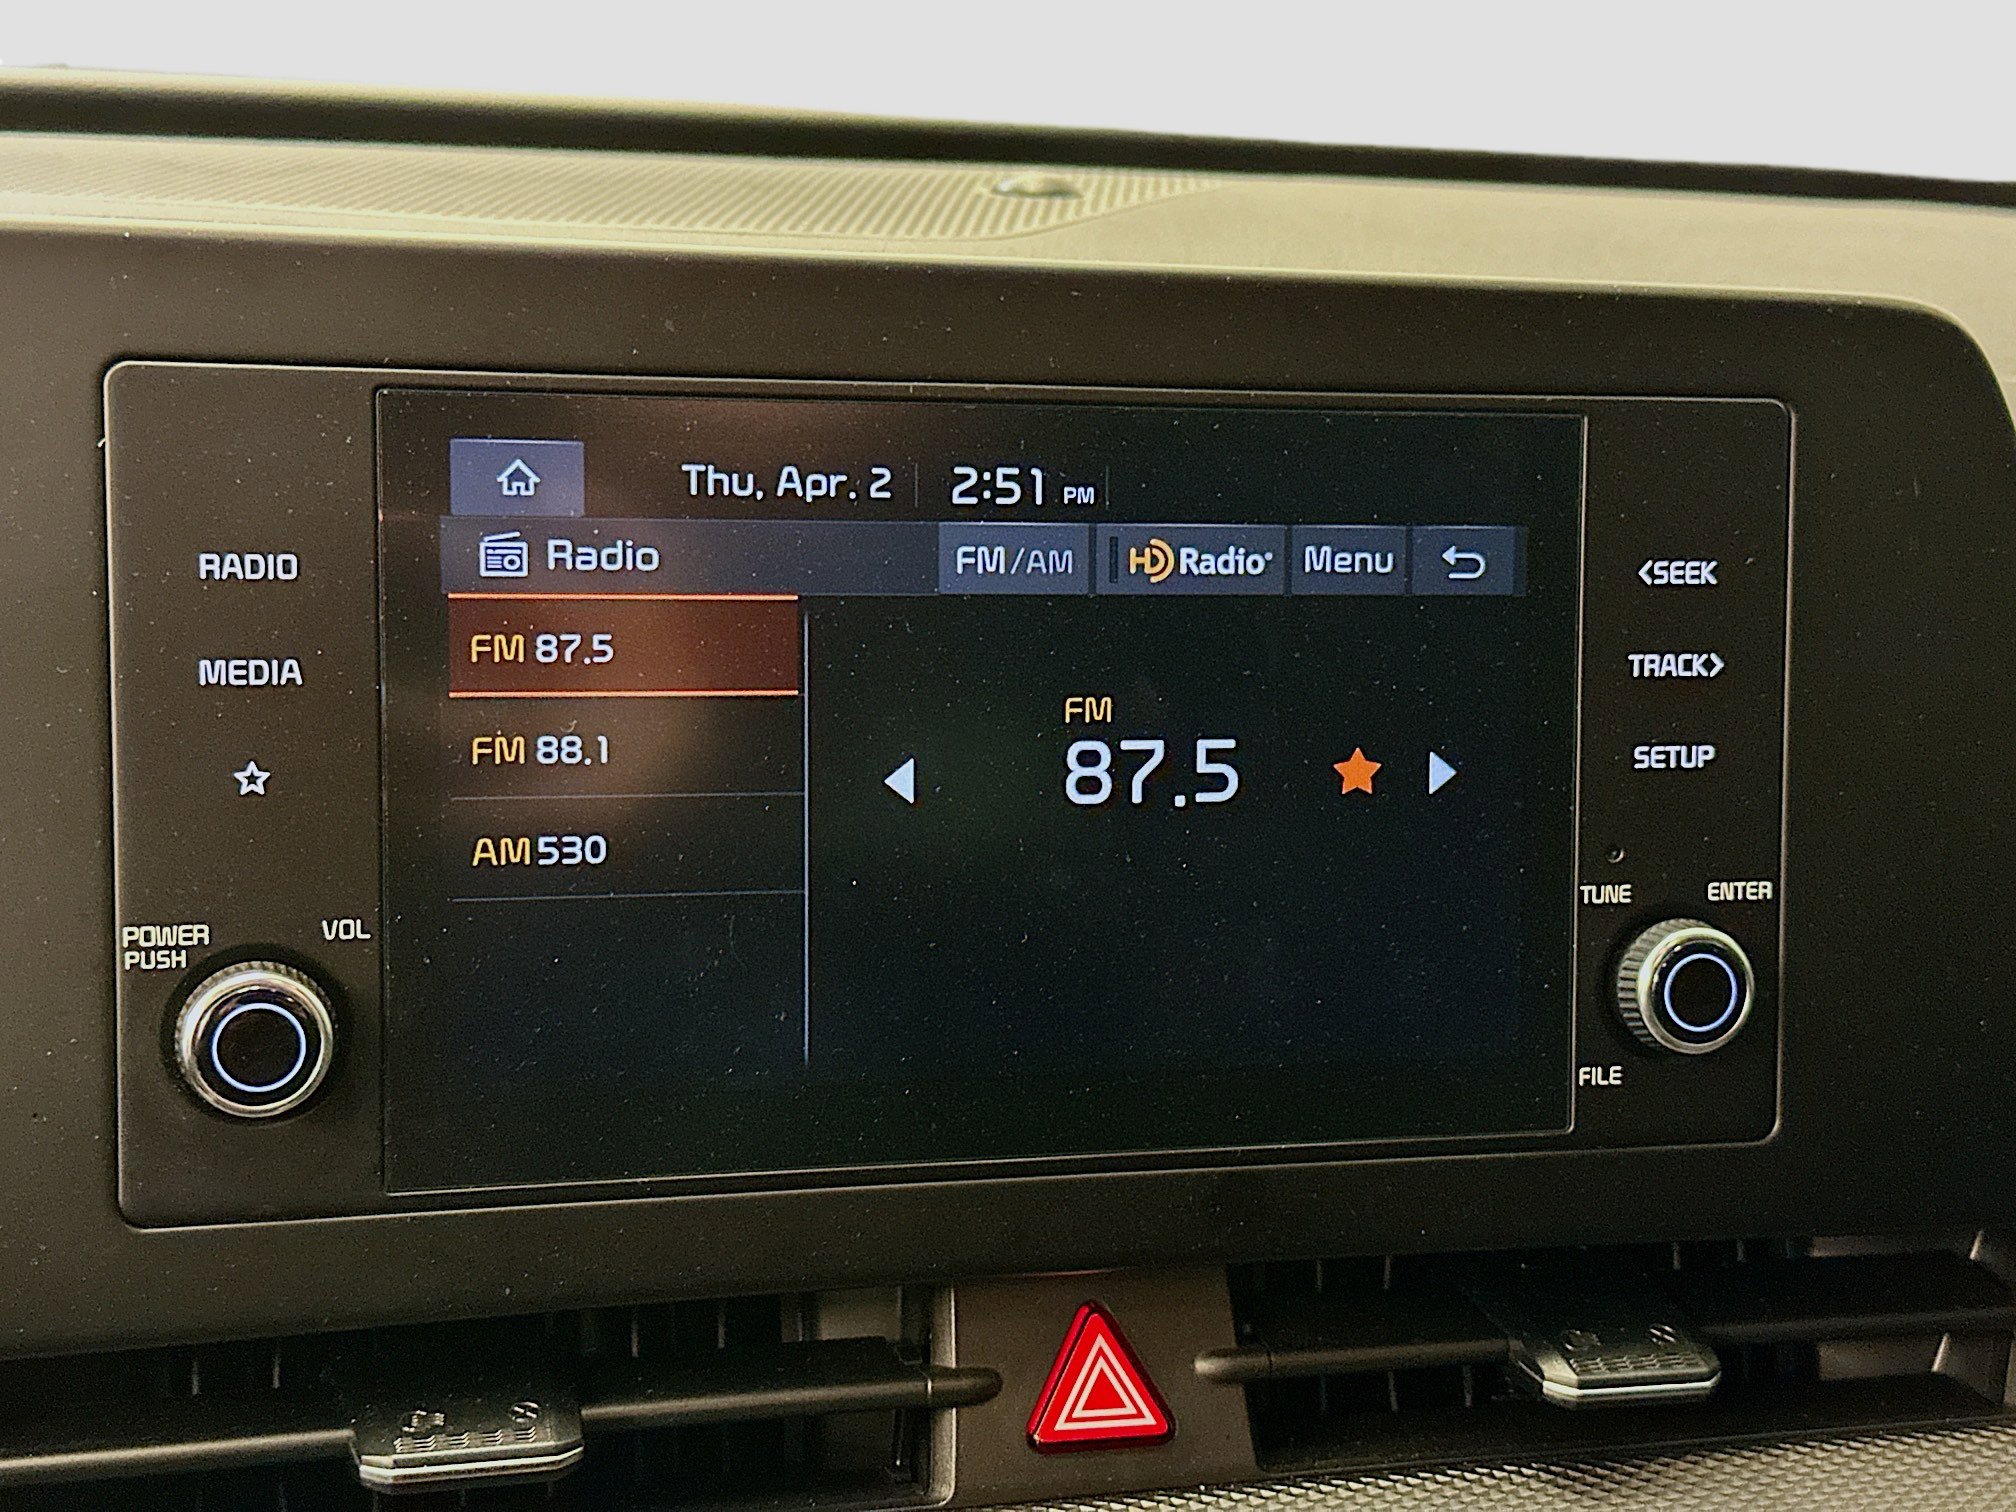 Thu, Apr. 2 2:51 PM
Radio FM/AM HD Radio Menu
FM 87.5
FM 88.1
AM 530
FM
87.5
RADIO
MEDIA
POWER
PUSH
VOL
<SEEK
TRACK>
SETUP
TUNE
ENTER
FILE